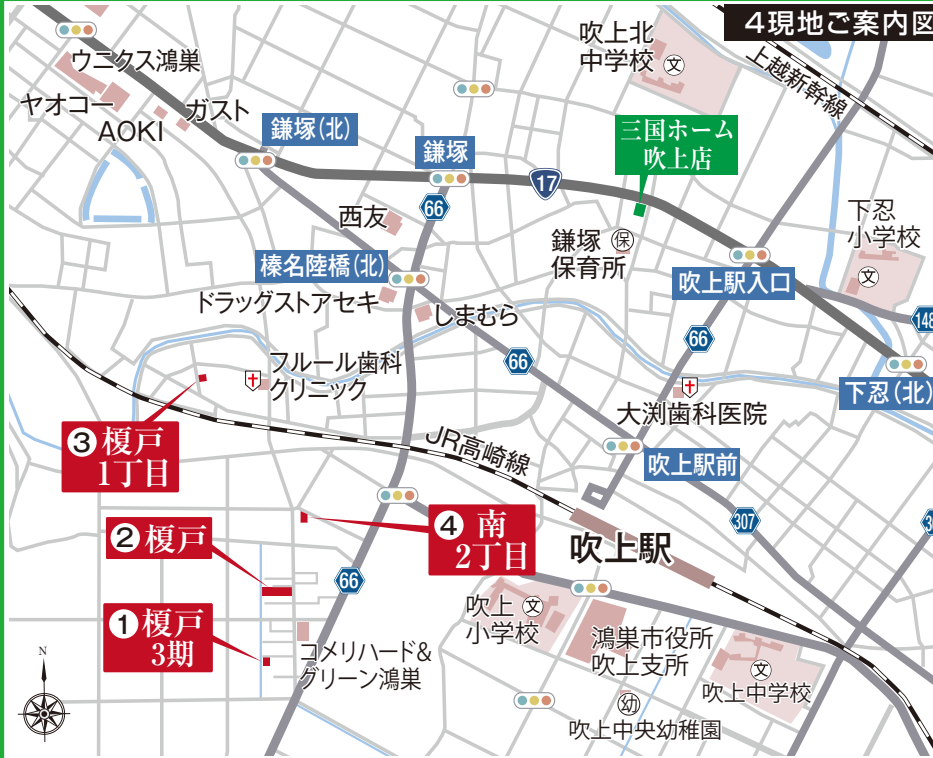 4現地ご案内図
吹上北
中学校
文
上越新幹線
ウニクス鴻巣
ヤオコー
AOKI
ガスト
鎌塚(北)
鎌塚
17
三国ホーム
吹上店
66
西友
鎌塚
保育所
保
下忍
小学校
文
榛名陸橋(北)
吹上駅入口
ドラッグストアセキ
しまむら
148
66
66
フルール歯科
クリニック
下忍(北)
大渕歯科医院
③榎戸
1丁目
JR高崎線
吹上駅前
307
②榎戸
④南
2丁目
吹上駅
66
①榎戸
3期
吹上
小学校
文
鴻巣市役所
吹上支所
コメリハード&
グリーン鴻巣
文
吹上中学校
幼
吹上中央幼稚園
N